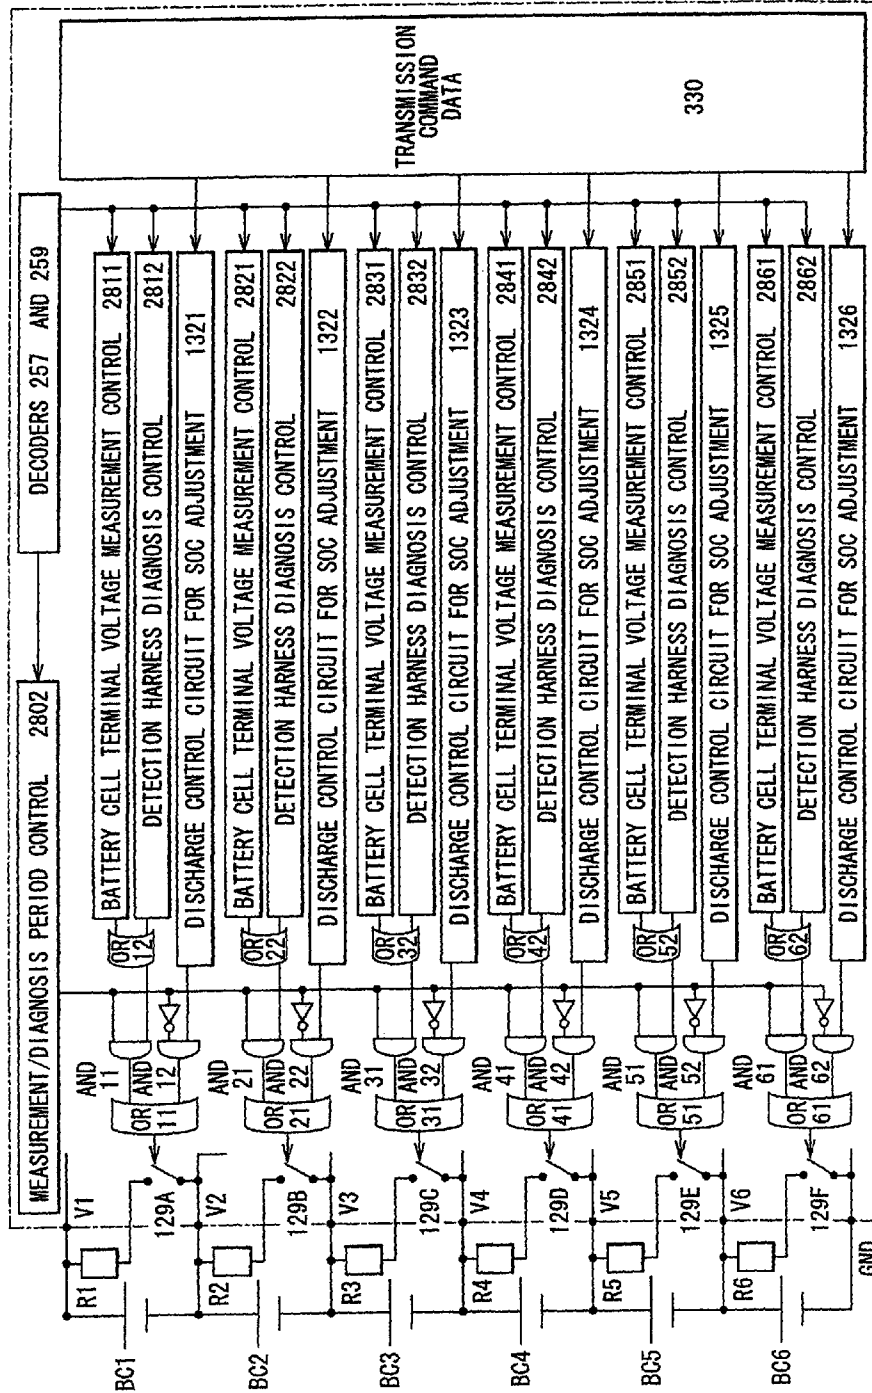 MEASUREMENT/DIAGNOSIS PERIOD CONTROL 2802
DECODERS 257 AND 259
TRANSMISSION
COMMAND
DATA
330
BC1
R1
V1
129A
OR
11
AND
11
AND
12
OR
12
BATTERY CELL TERMINAL VOLTAGE MEASUREMENT CONTROL 2811
DETECTION HARNESS DIAGNOSIS CONTROL 2812
DISCHARGE CONTROL CIRCUIT FOR SOC ADJUSTMENT 1321
BC2
R2
V2
129B
OR
21
AND
21
AND
22
OR
22
BATTERY CELL TERMINAL VOLTAGE MEASUREMENT CONTROL 2821
DETECTION HARNESS DIAGNOSIS CONTROL 2822
DISCHARGE CONTROL CIRCUIT FOR SOC ADJUSTMENT 1322
BC3
R3
V3
129C
OR
31
AND
31
AND
32
OR
32
BATTERY CELL TERMINAL VOLTAGE MEASUREMENT CONTROL 2831
DETECTION HARNESS DIAGNOSIS CONTROL 2832
DISCHARGE CONTROL CIRCUIT FOR SOC ADJUSTMENT 1323
BC4
R4
V4
129D
OR
41
AND
41
AND
42
OR
42
BATTERY CELL TERMINAL VOLTAGE MEASUREMENT CONTROL 2841
DETECTION HARNESS DIAGNOSIS CONTROL 2842
DISCHARGE CONTROL CIRCUIT FOR SOC ADJUSTMENT 1324
BC5
R5
V5
129E
OR
51
AND
51
AND
52
OR
52
BATTERY CELL TERMINAL VOLTAGE MEASUREMENT CONTROL 2851
DETECTION HARNESS DIAGNOSIS CONTROL 2852
DISCHARGE CONTROL CIRCUIT FOR SOC ADJUSTMENT 1325
BC6
R6
V6
129F
OR
61
AND
61
AND
62
OR
62
BATTERY CELL TERMINAL VOLTAGE MEASUREMENT CONTROL 2861
DETECTION HARNESS DIAGNOSIS CONTROL 2862
DISCHARGE CONTROL CIRCUIT FOR SOC ADJUSTMENT 1326
GND